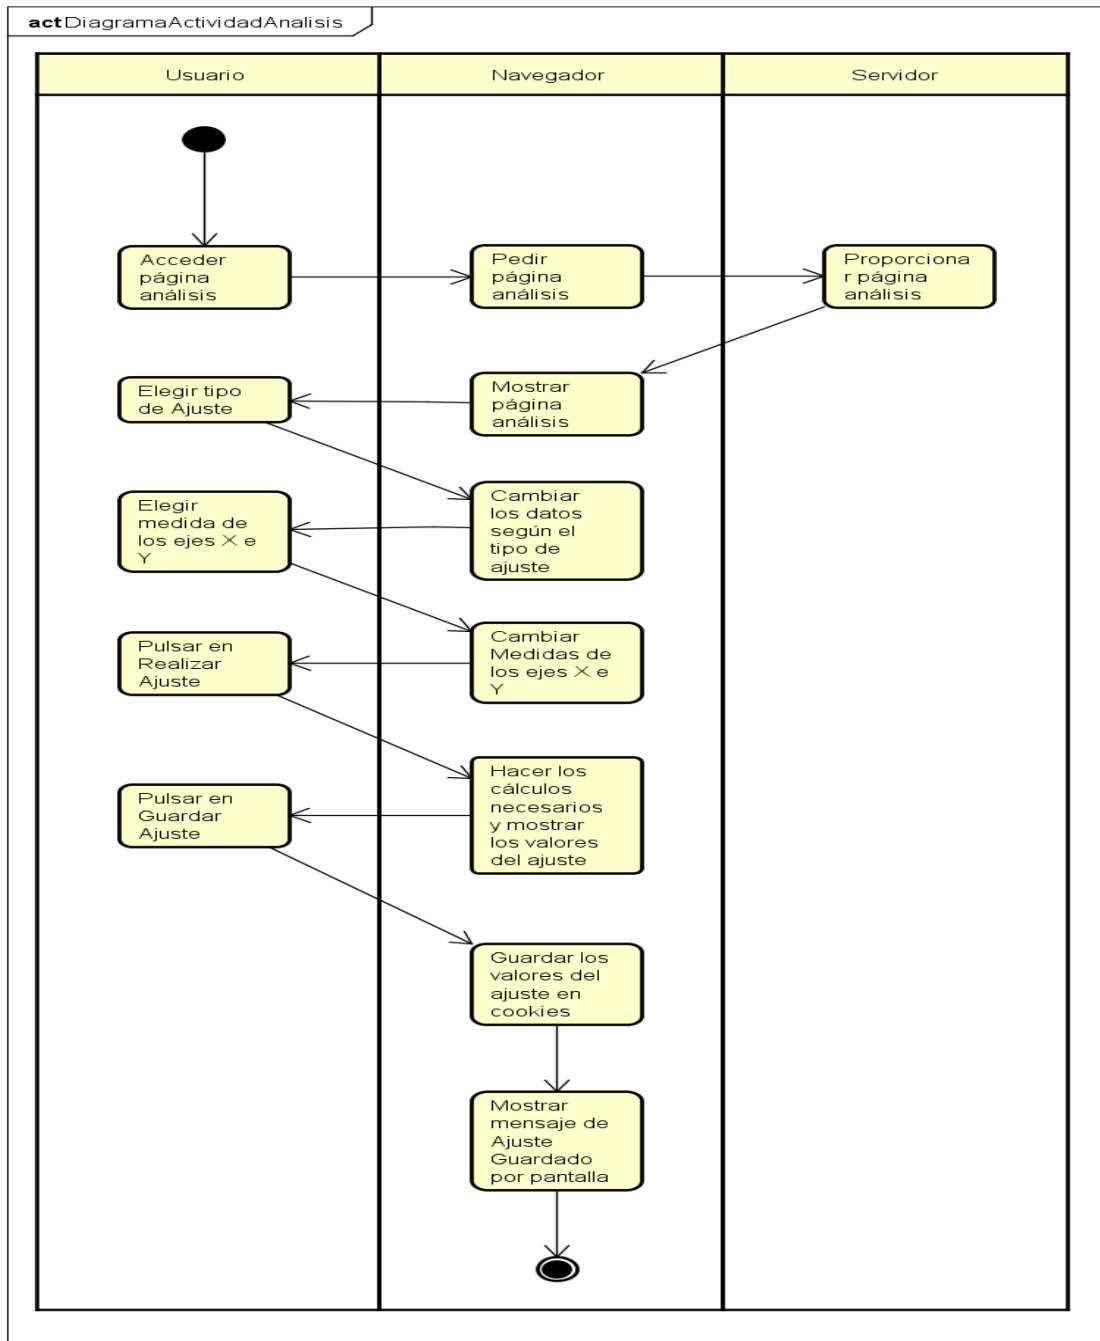 act DiagramaActividadAnalisis
Usuario
Navegador
Servidor
Acceder
página
análisis
Pedir
página
análisis
Proporciona
r página
análisis
Mostrar
página
análisis
Elegir tipo
de Ajuste
Cambiar
los datos
según el
tipo de
ajuste
Elegir
medida de
los ejes X e
Y
Cambiar
Medidas de
los ejes X e
Y
Pulsar en
Realizar
Ajuste
Hacer los
cálculos
necesarios
y mostrar
los valores
del ajuste
Pulsar en
Guardar
Ajuste
Guardar los
valores del
ajuste en
cookies
Mostrar
mensaje de
Ajuste
Guardado
por pantalla